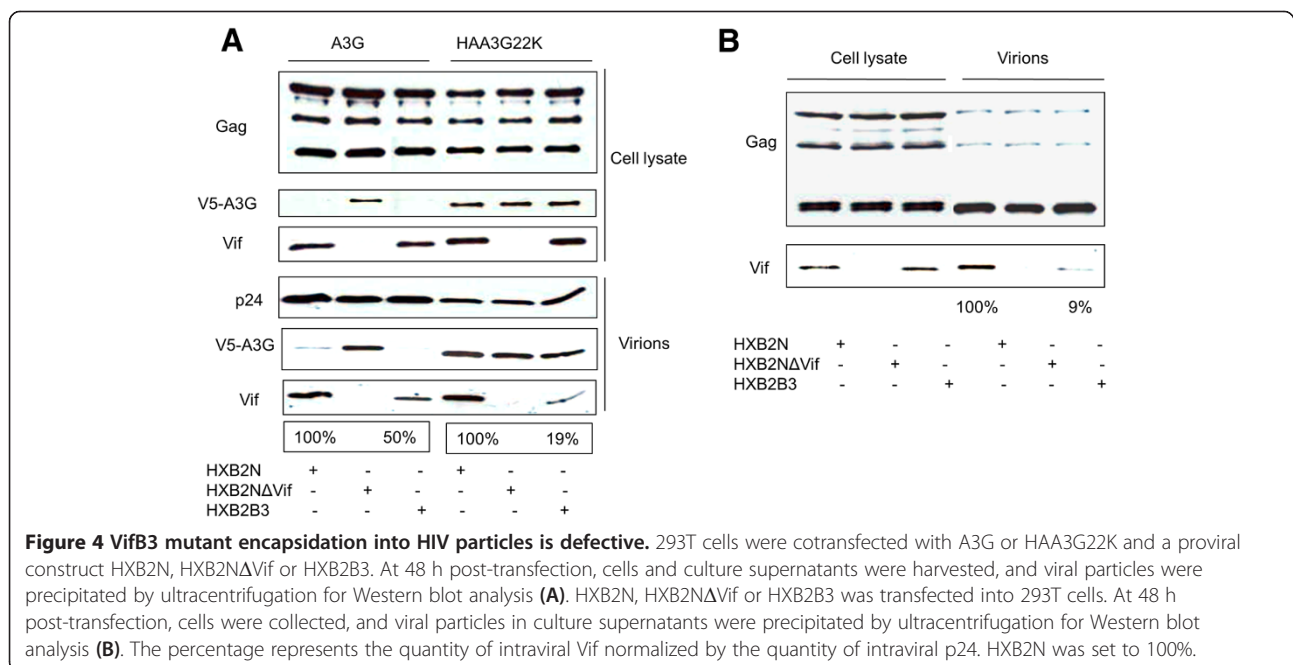 A
A3G HAA3G22K
Gag
Cell lysate
V5-A3G
Vif
p24
V5-A3G
Virions
Vif
100% 50% 100% 19%
HXB2N + - - + - -
HXB2NΔVif - + - - + -
HXB2B3 - - + - - +
B
Cell lysate Virions
Gag
Vif
100% 9%
HXB2N + - - + - -
HXB2NΔVif - + - - + -
HXB2B3 - - + - - +
Figure 4 VifB3 mutant encapsidation into HIV particles is defective. 293T cells were cotransfected with A3G or HAA3G22K and a proviral
construct HXB2N, HXB2NΔVif or HXB2B3. At 48 h post-transfection, cells and culture supernatants were harvested, and viral particles were
precipitated by ultracentrifugation for Western blot analysis (A). HXB2N, HXB2NΔVif or HXB2B3 was transfected into 293T cells. At 48 h
post-transfection, cells were collected, and viral particles in culture supernatants were precipitated by ultracentrifugation for Western blot
analysis (B). The percentage represents the quantity of intraviral Vif normalized by the quantity of intraviral p24. HXB2N was set to 100%.